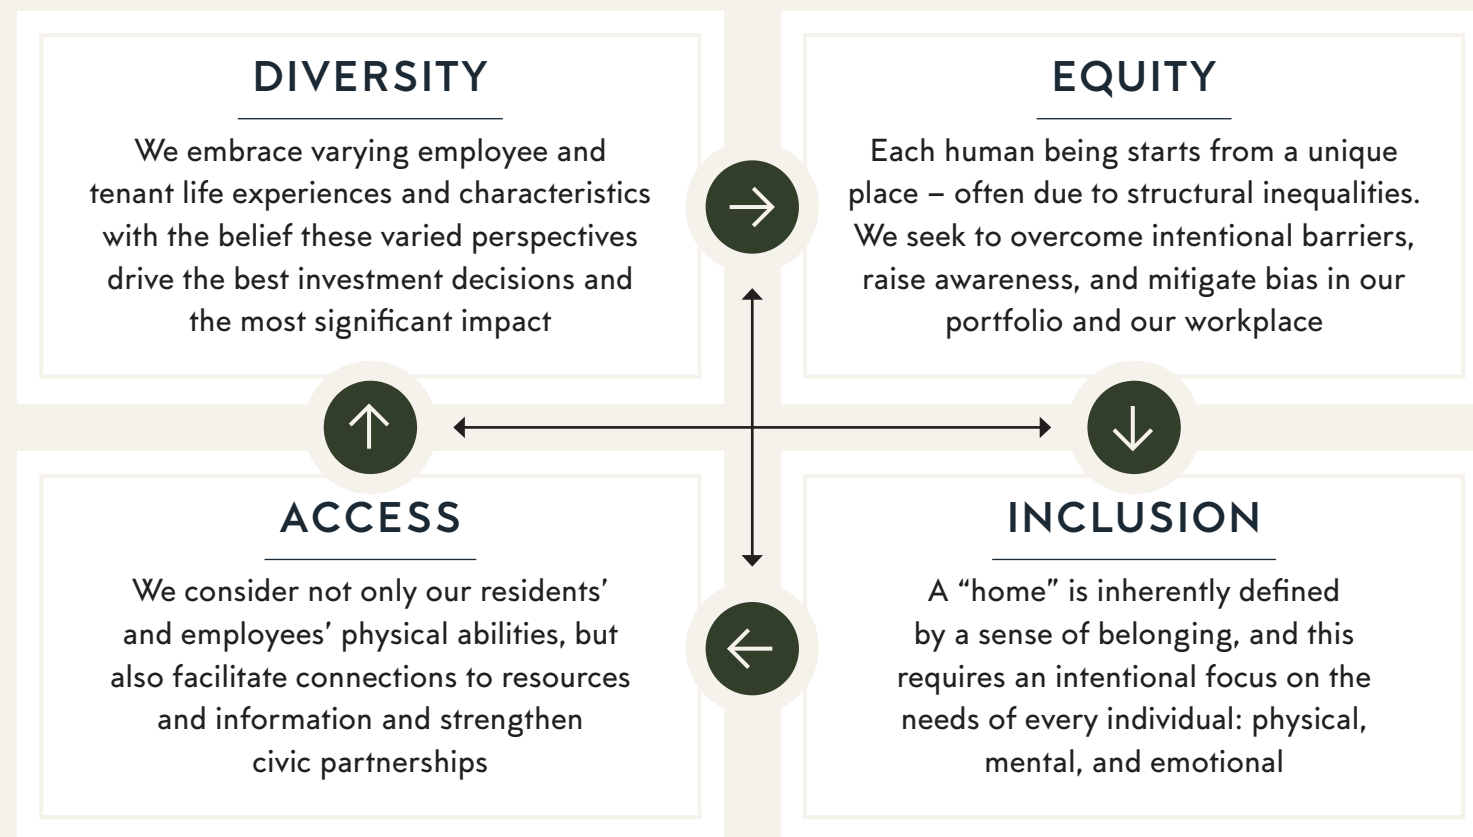 DIVERSITY
We embrace varying employee and
tenant life experiences and characteristics
with the belief these varied perspectives
drive the best investment decisions and
the most significant impact
EQUITY
Each human being starts from a unique
place – often due to structural inequalities.
We seek to overcome intentional barriers,
raise awareness, and mitigate bias in our
portfolio and our workplace
ACCESS
We consider not only our residents’
and employees’ physical abilities, but
also facilitate connections to resources
and information and strengthen
civic partnerships
INCLUSION
A “home” is inherently defined
by a sense of belonging, and this
requires an intentional focus on the
needs of every individual: physical,
mental, and emotional